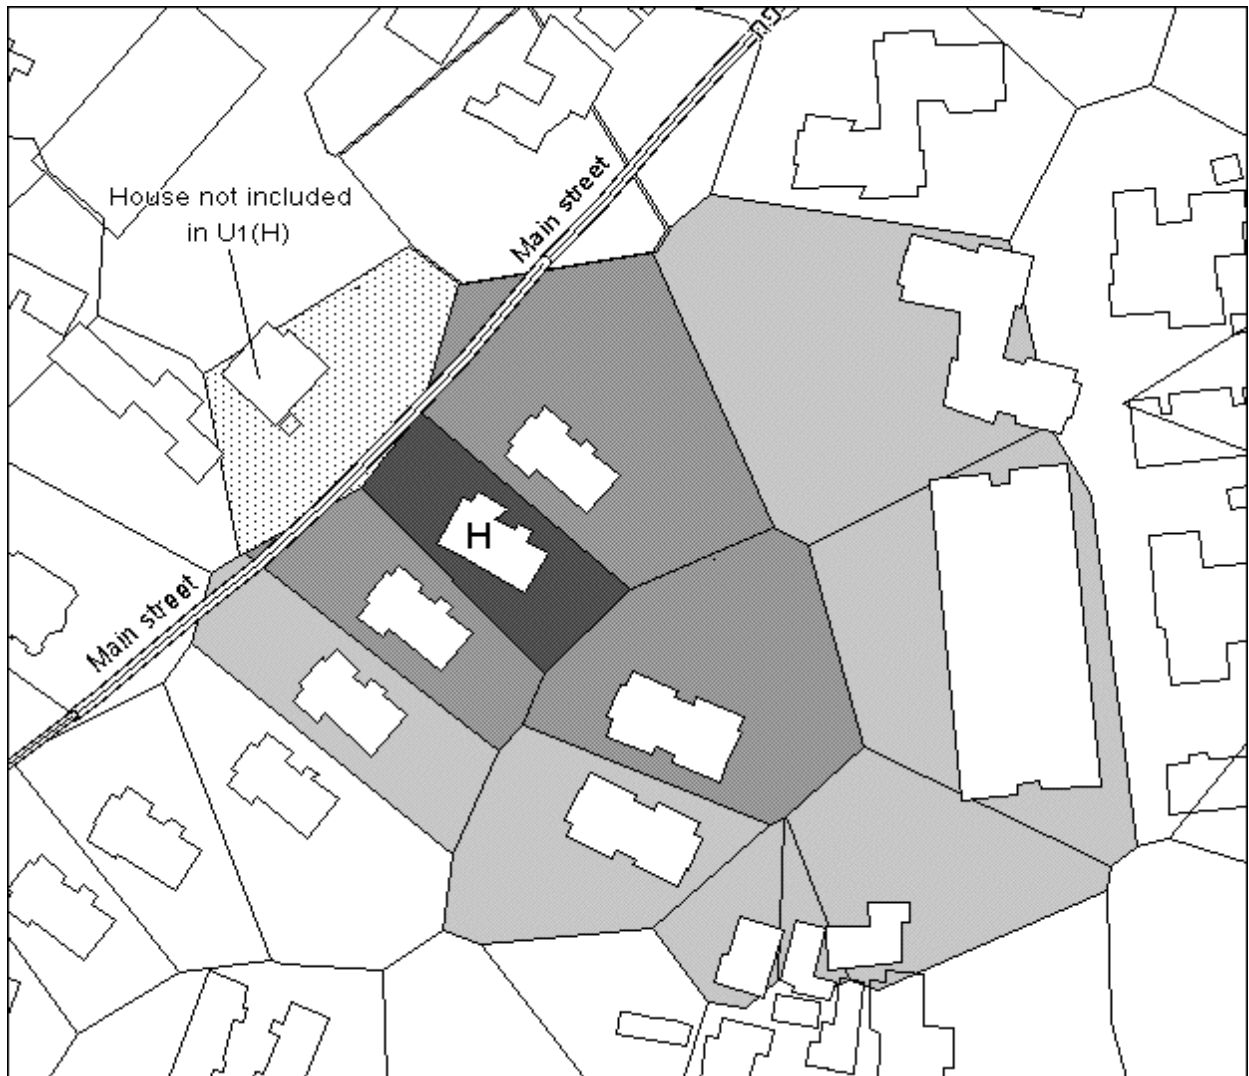 Main street
House not included
in U1(H)
H
Main street